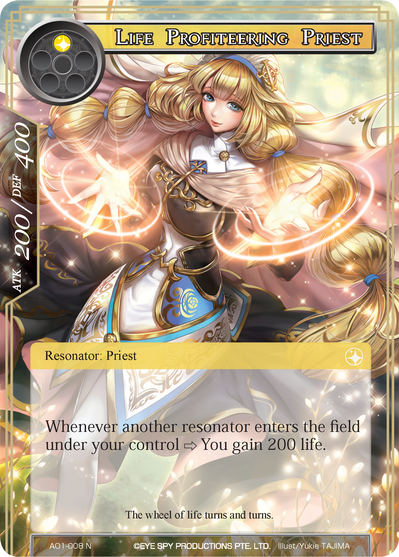 Life Profiteering Priest
ATK 200 / DEF 400
Resonator: Priest
Whenever another resonator enters the field
under your control ⇨ You gain 200 life.
The wheel of life turns and turns.
A01-008 N ©EYE SPY PRODUCTIONS PTE. LTD. Illust/Yukie TAJIMA